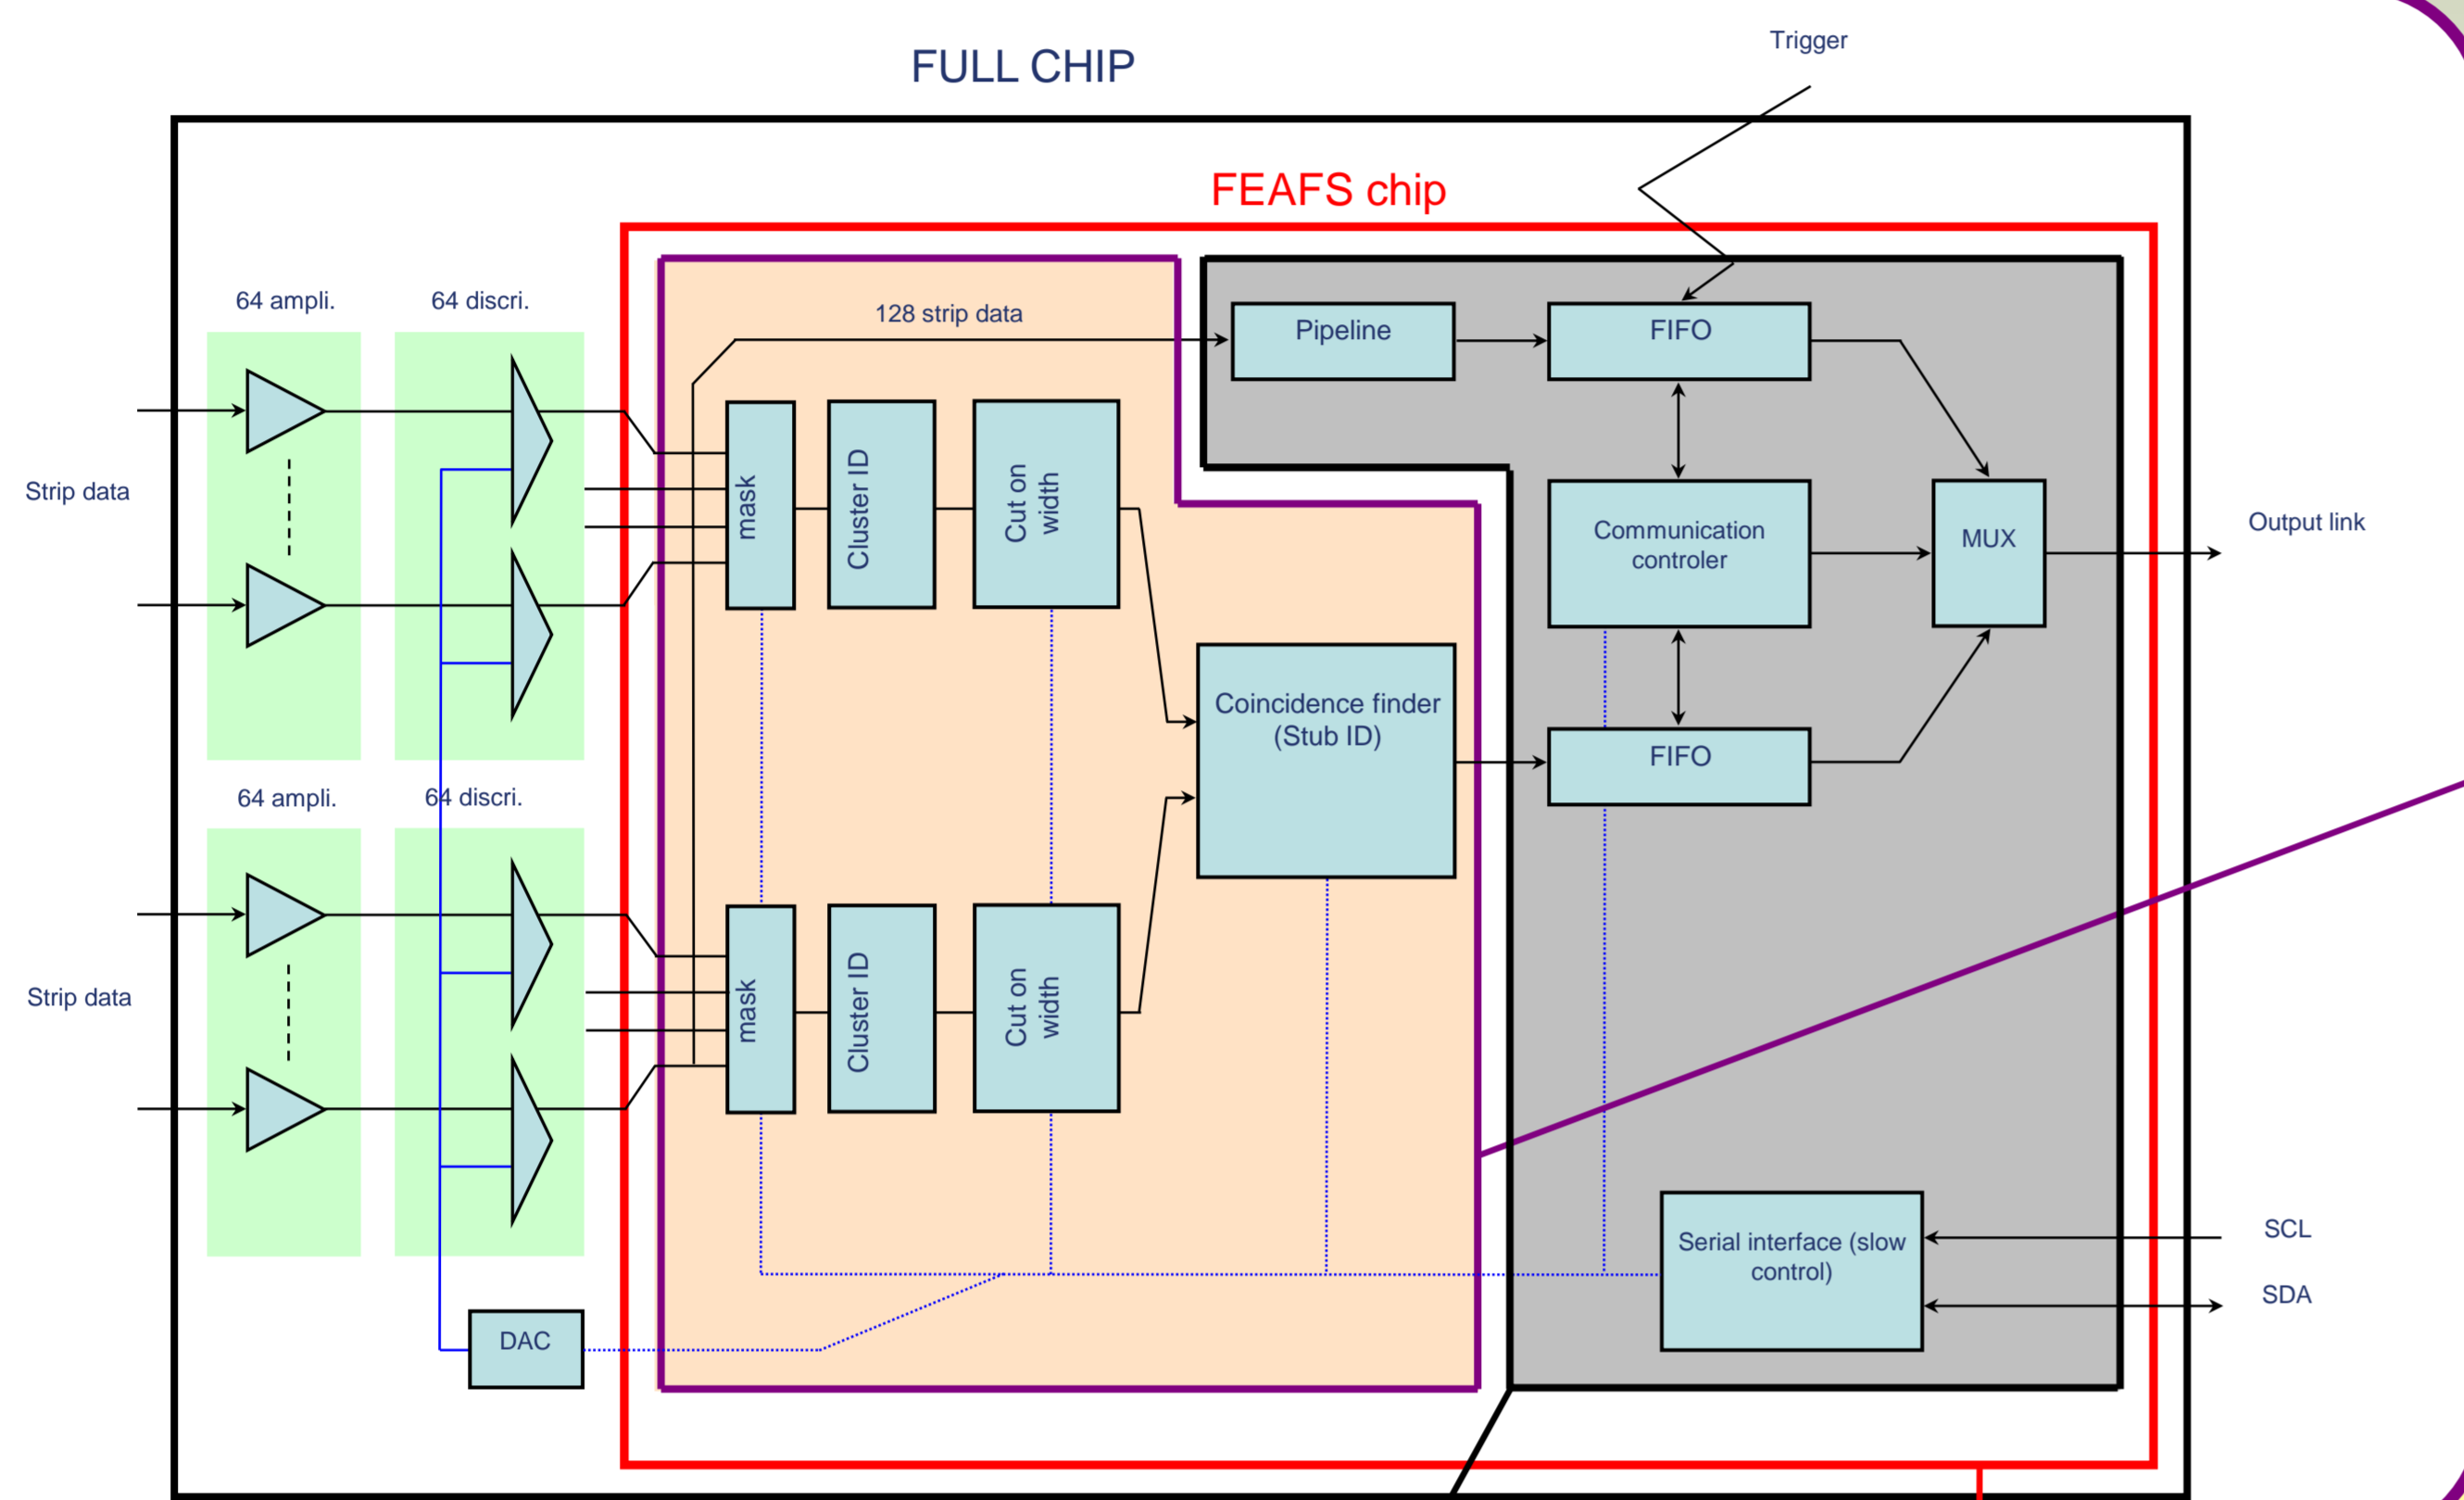 FULL CHIP
Trigger
FEAFS chip
64 ampli.
64 discri.
128 strip data
Pipeline
FIFO
Strip data
mask
Cluster ID
Cut on
width
Communication
controler
MUX
Output link
Coincidence finder
(Stub ID)
FIFO
64 ampli.
64 discri.
Strip data
mask
Cluster ID
Cut on
width
Serial interface (slow
control)
SCL
SDA
DAC